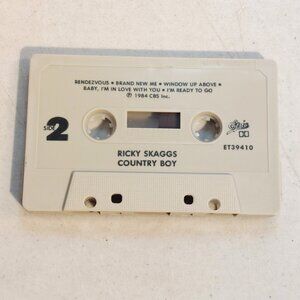 RENDEZVOUS • BRAND NEW ME • WINDOW UP ABOVE •
BABY, I'M IN LOVE WITH YOU • I'M READY TO GO
℗ 1984 CBS Inc.
SIDE 2
Epic
ET39410
RICKY SKAGGS
COUNTRY BOY